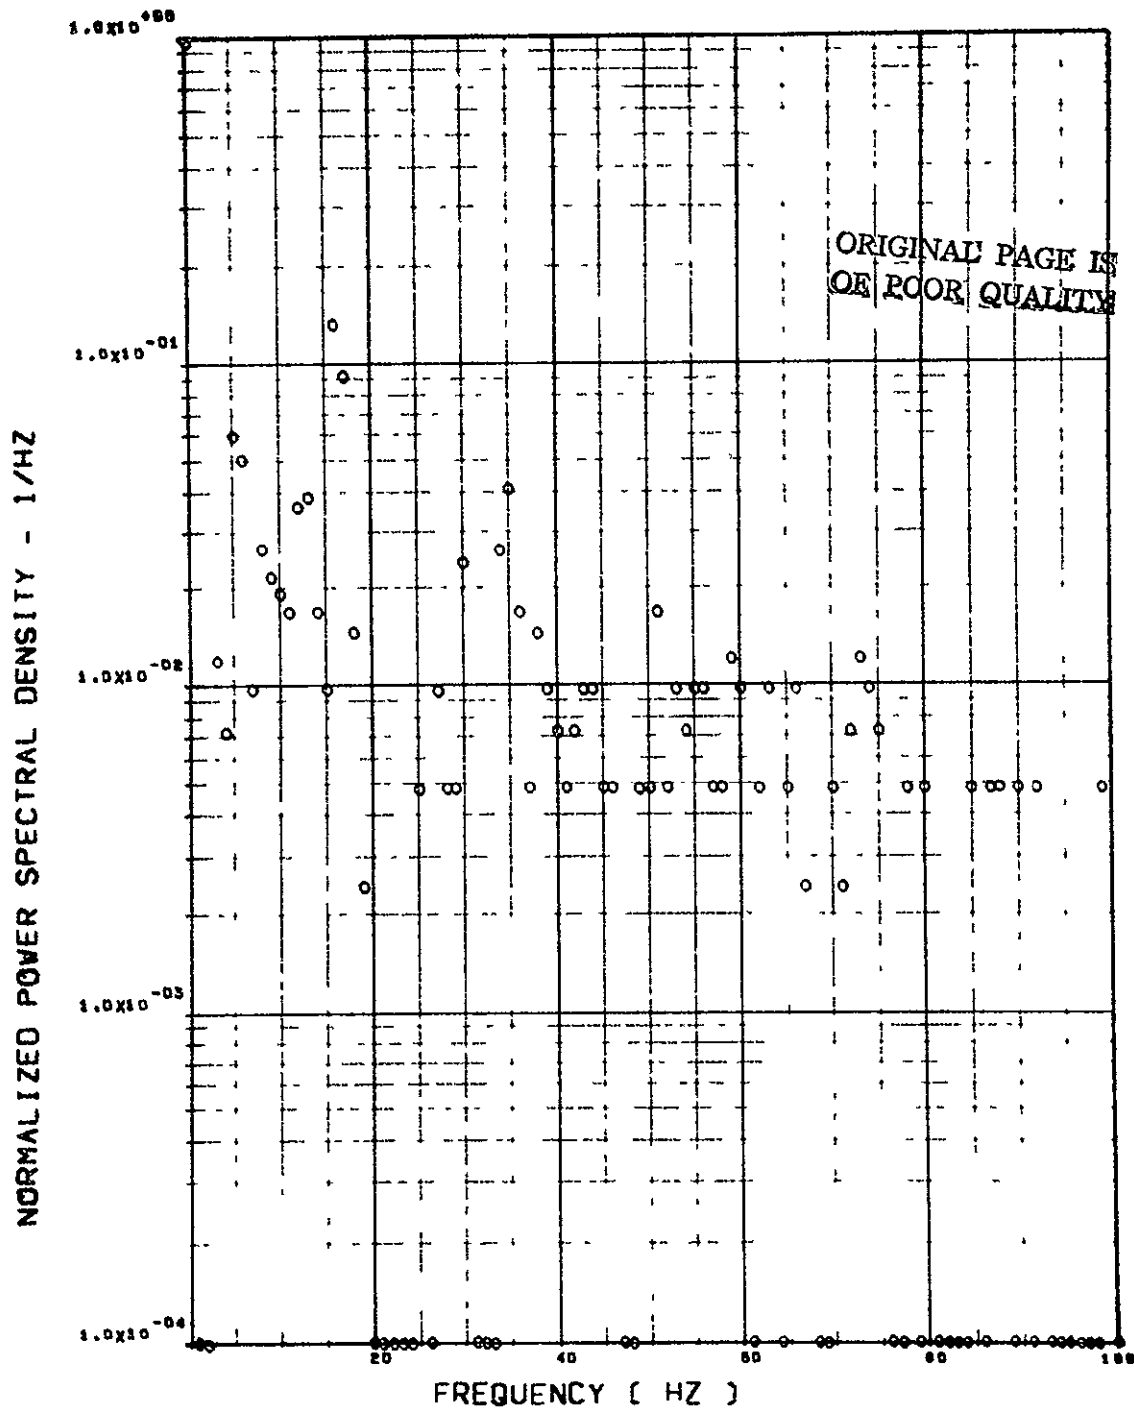 1.0X10+00
ORIGINAL PAGE IS
OF POOR QUALITY
1.0X10-01
1.0X10-02
1.0X10-03
1.0X10-04
NORMALIZED POWER SPECTRAL DENSITY - 1/HZ
20 40 60 80 100
FREQUENCY ( HZ )